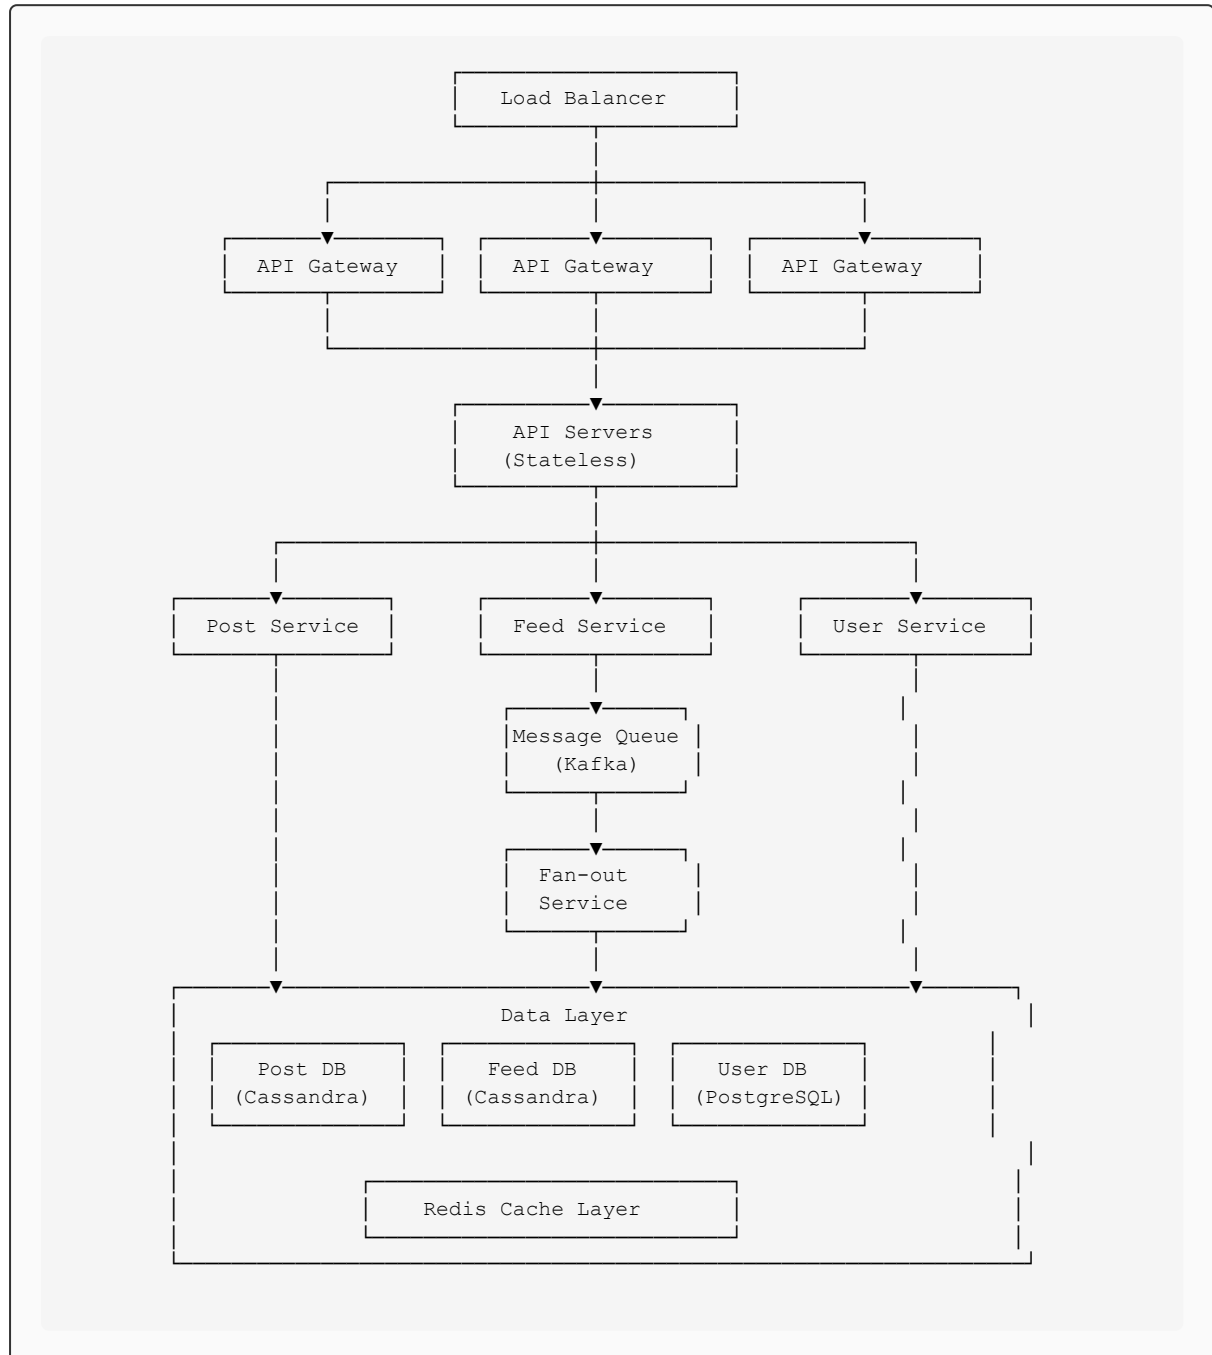 Load Balancer
API Gateway API Gateway API Gateway
API Servers
(Stateless)
Post Service Feed Service User Service
Message Queue
(Kafka)
Fan-out
Service
Data Layer
Post DB Feed DB User DB
(Cassandra) (Cassandra) (PostgreSQL)
Redis Cache Layer